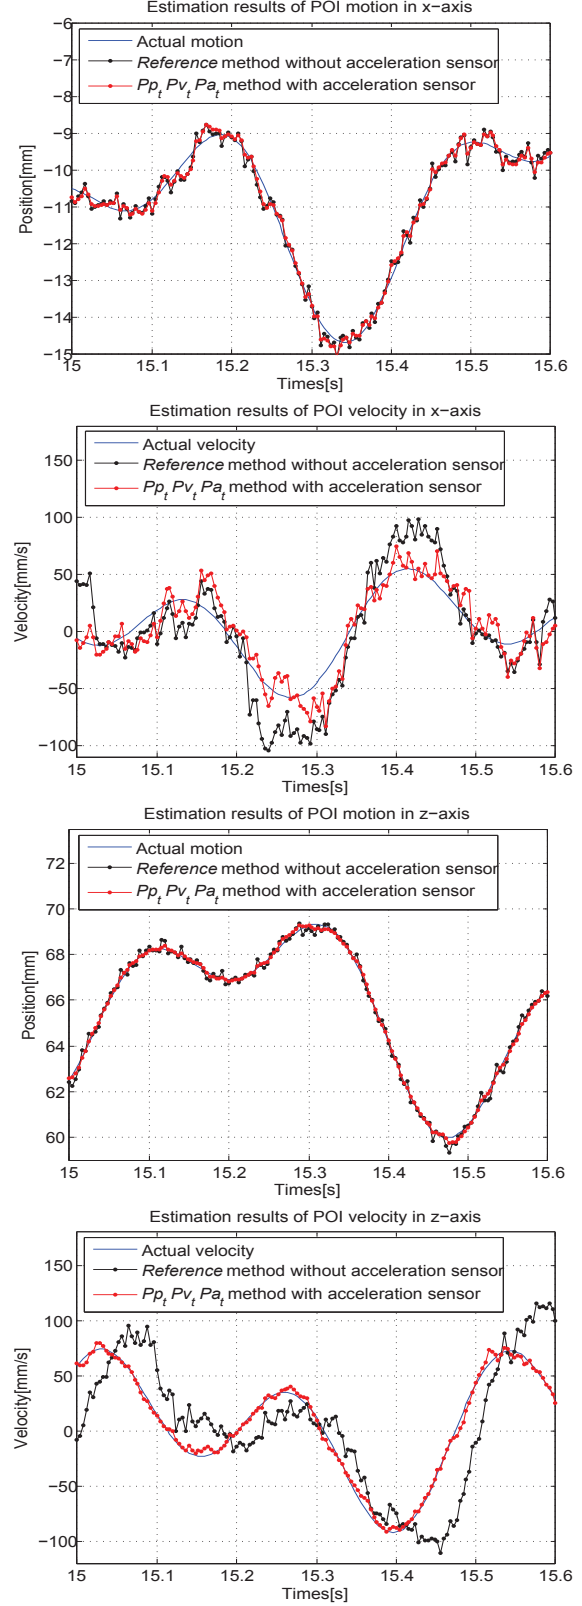 Estimation results of POI motion in x−axis
−6
Actual motion
−7
Reference method without acceleration sensor
−8
Pp_t Pv_t Pa_t method with acceleration sensor
−9
−10
−11
−12
−13
−14
−15
Position[mm]
15 15.1 15.2 15.3 15.4 15.5 15.6
Times[s]
Estimation results of POI velocity in x−axis
Actual velocity
150
Reference method without acceleration sensor
Pp_t Pv_t Pa_t method with acceleration sensor
100
50
0
−50
−100
Velocity[mm/s]
15 15.1 15.2 15.3 15.4 15.5 15.6
Times[s]
Estimation results of POI motion in z−axis
72
Actual motion
Reference method without acceleration sensor
70
Pp_t Pv_t Pa_t method with acceleration sensor
68
66
64
62
60
Position[mm]
15 15.1 15.2 15.3 15.4 15.5 15.6
Times[s]
Estimation results of POI velocity in z−axis
Actual velocity
150
Reference method without acceleration sensor
Pp_t Pv_t Pa_t method with acceleration sensor
100
50
0
−50
−100
Velocity[mm/s]
15 15.1 15.2 15.3 15.4 15.5 15.6
Times[s]